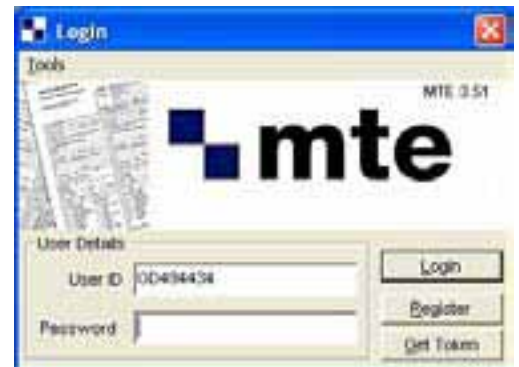 Login
Tools
MTE 3.51
mte
User Details
User ID
Login
Register
Password
Get Token